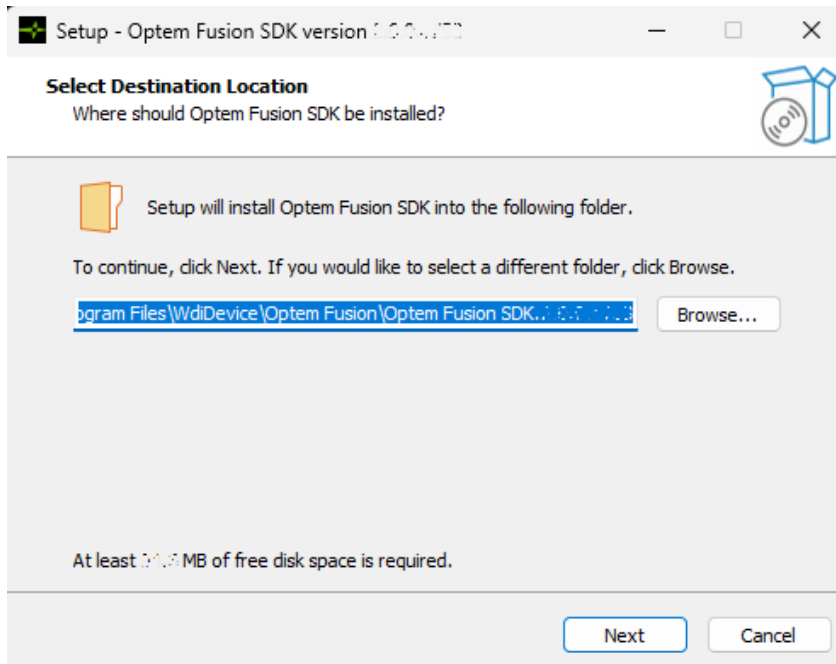 Setup - Optem Fusion SDK version
Select Destination Location
Where should Optem Fusion SDK be installed?
Setup will install Optem Fusion SDK into the following folder.
To continue, click Next. If you would like to select a different folder, click Browse.
ogram Files\WdiDevice\Optem Fusion\Optem Fusion SDK
Browse...
At least MB of free disk space is required.
Next
Cancel